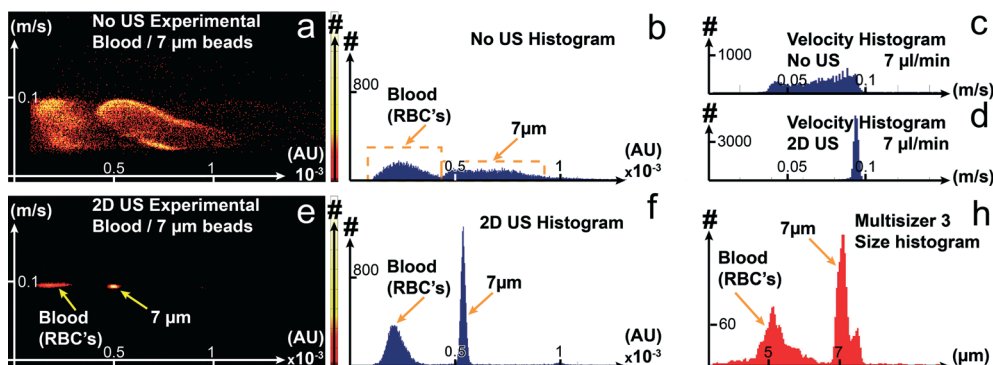 (m/s)
No US Experimental
Blood / 7 µm beads
a
0.1
(AU)
0.5
1
10⁻³
#
#
b
No US Histogram
800
Blood
(RBC's)
7µm
(AU)
0.5
1
x10⁻³
#
c
Velocity Histogram
No US 7 µl/min
1000
0.05
0.1
(m/s)
#
d
Velocity Histogram
2D US 7 µl/min
3000
0.05
0.1
(m/s)
(m/s)
2D US Experimental
Blood / 7 µm beads
e
0.1
Blood
(RBC's)
7 µm
(AU)
0.5
1
x10⁻³
#
#
f
2D US Histogram
800
Blood
(RBC's)
7µm
(AU)
0.5
1
x10⁻³
#
h
Multisizer 3
Size histogram
7µm
Blood
(RBC's)
60
5
7
(µm)